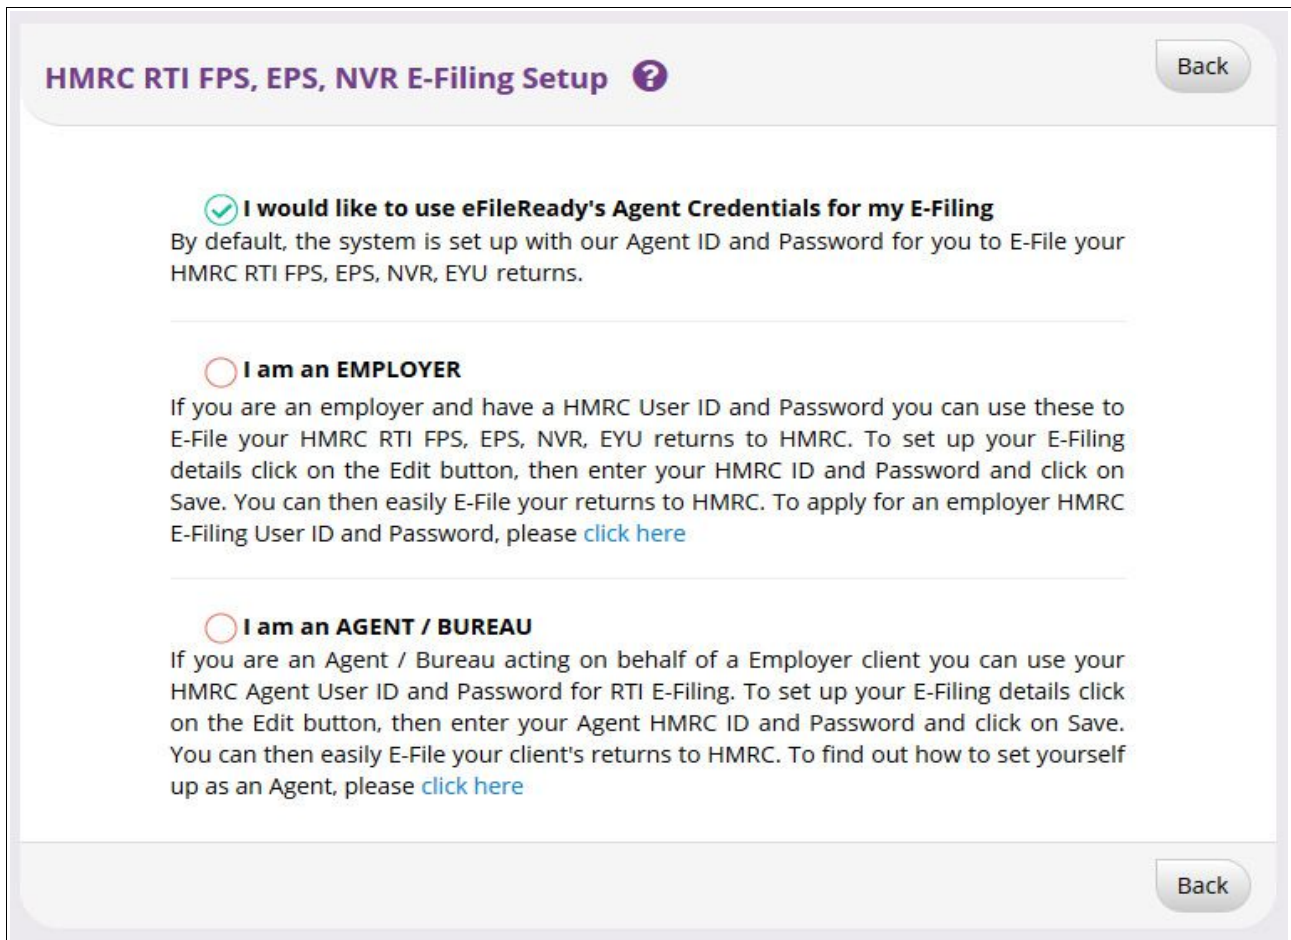 HMRC RTI FPS, EPS, NVR E-Filing Setup ?
Back
I would like to use eFileReady's Agent Credentials for my E-Filing
By default, the system is set up with our Agent ID and Password for you to E-File your
HMRC RTI FPS, EPS, NVR, EYU returns.
I am an EMPLOYER
If you are an employer and have a HMRC User ID and Password you can use these to
E-File your HMRC RTI FPS, EPS, NVR, EYU returns to HMRC. To set up your E-Filing
details click on the Edit button, then enter your HMRC ID and Password and click on
Save. You can then easily E-File your returns to HMRC. To apply for an employer HMRC
E-Filing User ID and Password, please click here
I am an AGENT / BUREAU
If you are an Agent / Bureau acting on behalf of a Employer client you can use your
HMRC Agent User ID and Password for RTI E-Filing. To set up your E-Filing details click
on the Edit button, then enter your Agent HMRC ID and Password and click on Save.
You can then easily E-File your client's returns to HMRC. To find out how to set yourself
up as an Agent, please click here
Back